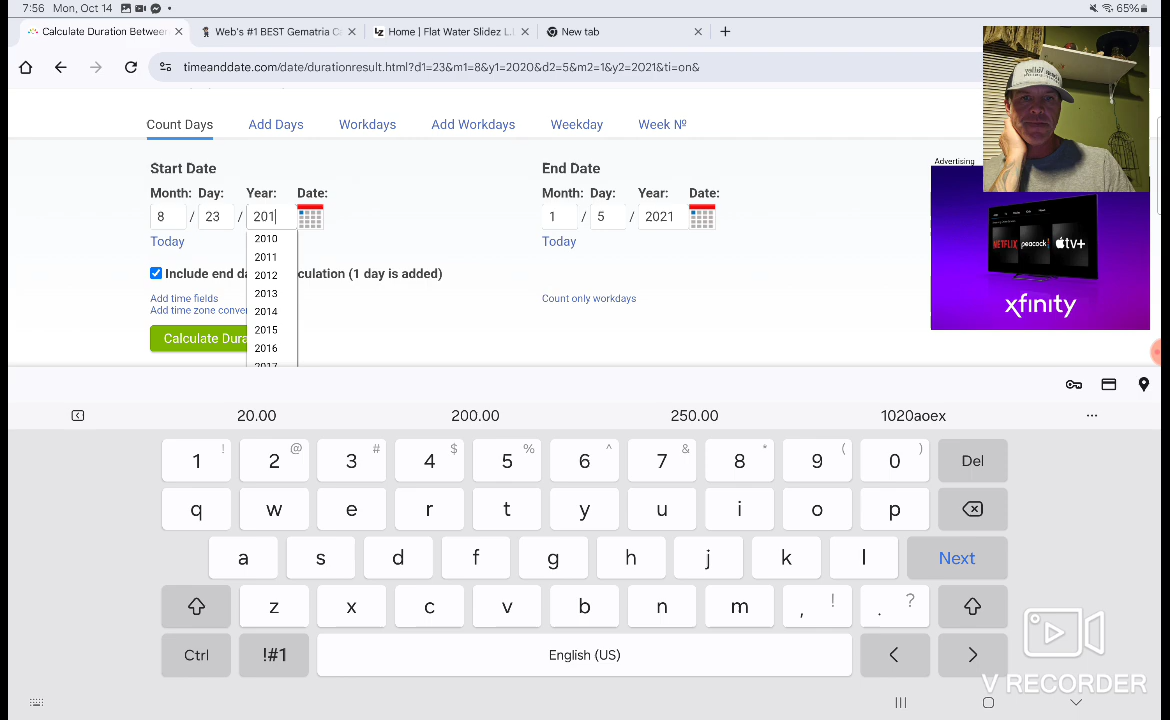 7:56 Mon, Oct 14
65%
Calculate Duration Between
Web's #1 BEST Gematria Ca
Home | Flat Water Slidez L
New tab
timeanddate.com/date/durationresult.html?d1=23&m1=8&y1=2020&d2=5&m2=1&y2=2021&ti=on&
Count Days Add Days Workdays Add Workdays Weekday Week Nº
Start Date
Month: Day: Year: Date:
8 / 23 / 201
Today
2010
2011
2012
2013
2014
2015
2016
2017
Include end da
culation (1 day is added)
Add time fields
Add time zone conver
Calculate Dura
End Date
Month: Day: Year: Date:
1 / 5 / 2021
Today
Count only workdays
Advertising
NETFLIX peacock tv+
xfinity
20.00 200.00 250.00 1020aoex ...
! @ # $ % ^ & * ( )
1 2 3 4 5 6 7 8 9 0 Del
q w e r t y u i o p
a s d f g h j k l Next
z x c v b n m , ! . ?
Ctrl !#1 English (US) < >
V RECORDER